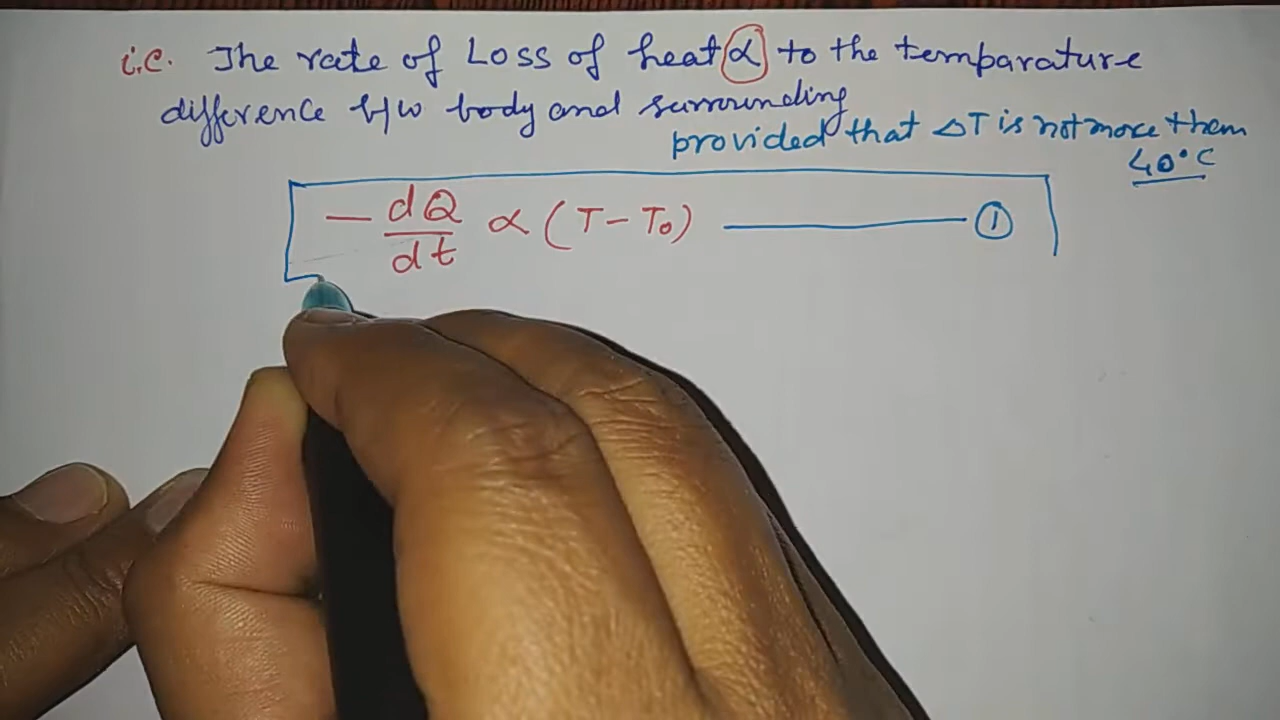 i.e. The rate of Loss of heat ∝ to the temparature
difference b/w body and surrounding
provided that ΔT is not more them
40°C
- dQ/dt ∝ (T-T₀) ——— ①